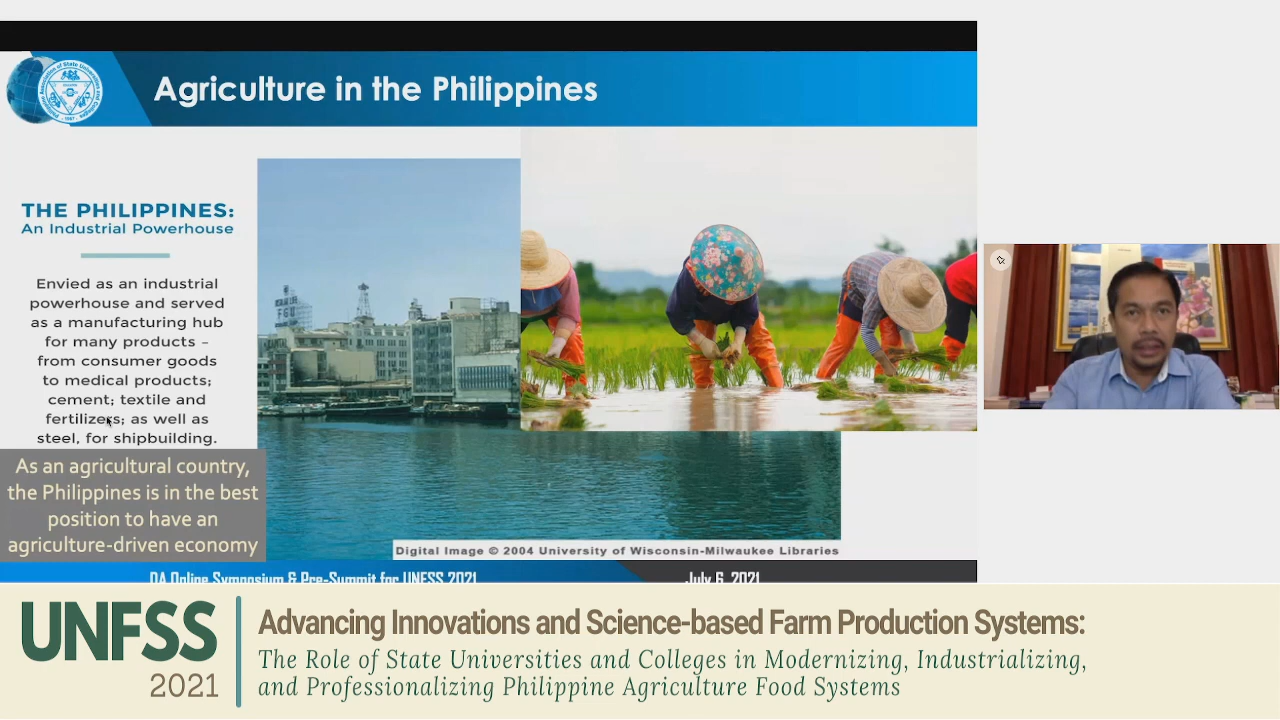 Agriculture in the Philippines
THE PHILIPPINES:
An Industrial Powerhouse
Envied as an industrial
powerhouse and served
as a manufacturing hub
for many products –
from consumer goods
to medical products;
cement; textile and
fertilizers; as well as
steel, for shipbuilding.
As an agricultural country,
the Philippines is in the best
position to have an
agriculture-driven economy
FGU
Digital Image © 2004 University of Wisconsin-Milwaukee Libraries
DA Online Symposium & Pre-Summit for UNFSS 2021
July 6, 2021
UNFSS
2021
Advancing Innovations and Science-based Farm Production Systems:
The Role of State Universities and Colleges in Modernizing, Industrializing,
and Professionalizing Philippine Agriculture Food Systems